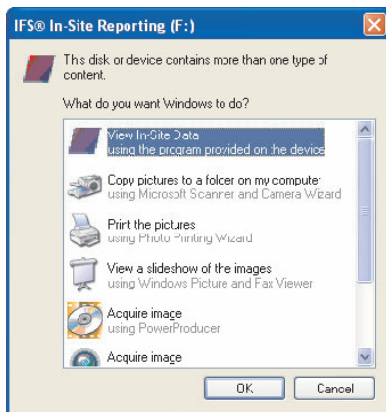 IFS® In-Site Reporting (F:)
This disk or device contains more than one type of
content.
What do you want Windows to do?
View In-Site Data
using the program provided on the device
Copy pictures to a folder on my computer
using Microsoft Scanner and Camera Wizard
Print the pictures
using Photo Printing Wizard
View a slideshow of the images
using Windows Picture and Fax Viewer
Acquire image
using PowerProducer
Acquire image
OK
Cancel